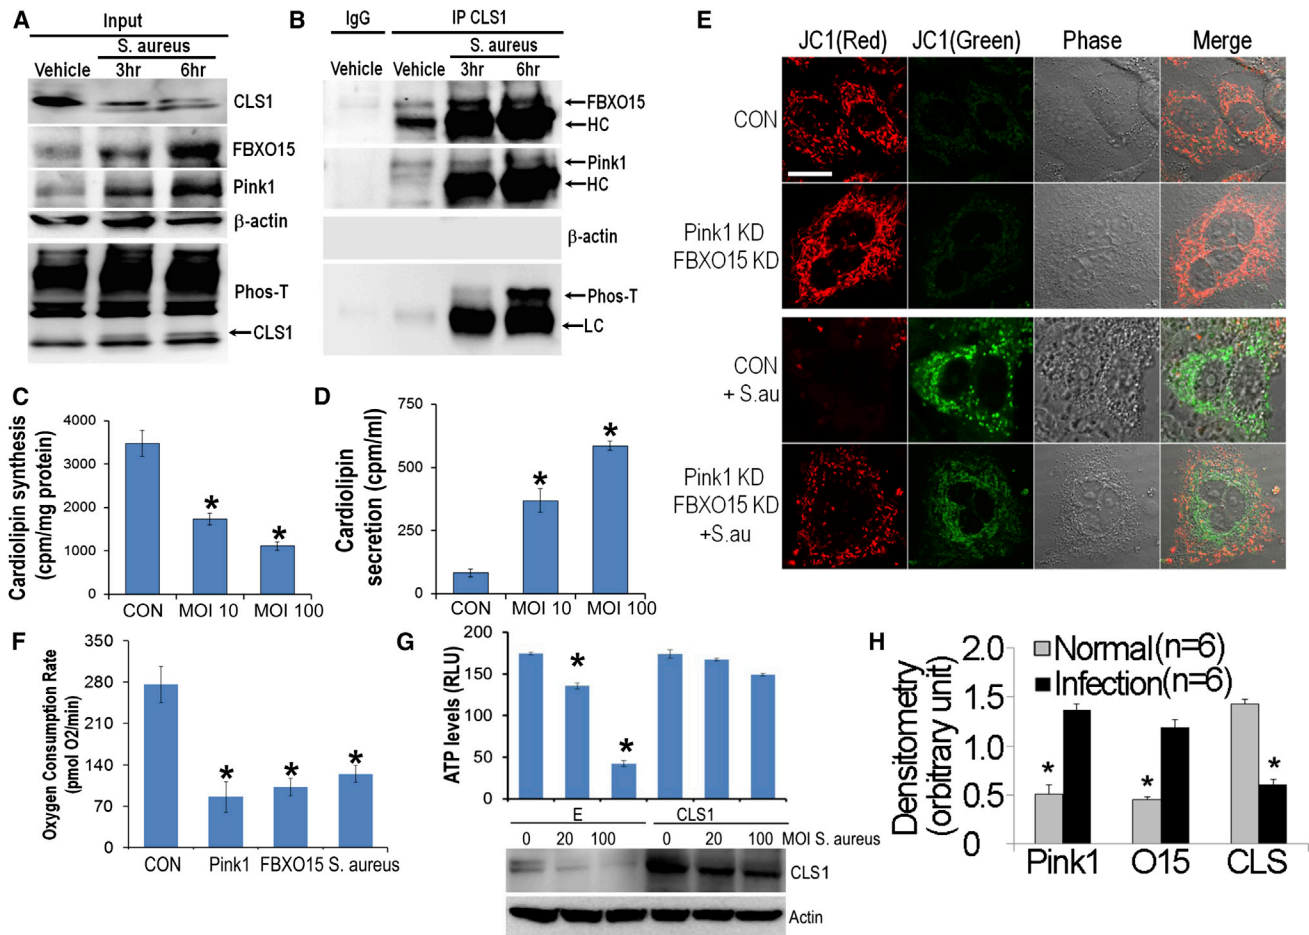 A
Input
S. aureus
Vehicle 3hr 6hr
CLS1
FBXO15
Pink1
β-actin
Phos-T
CLS1
B
IgG IP CLS1
S. aureus
Vehicle Vehicle 3hr 6hr
FBXO15
HC
Pink1
HC
β-actin
Phos-T
LC
C
Cardiolipin synthesis
(cpm/mg protein)
4000
3000
2000
1000
0
* *
CON MOI 10 MOI 100
D
Cardiolipin
secretion (cpm/ml)
750
500
250
0
* *
CON MOI 10 MOI 100
E
JC1(Red) JC1(Green) Phase Merge
CON
Pink1 KD
FBXO15 KD
CON
+ S.au
Pink1 KD
FBXO15 KD
+S.au
F
Oxygen Consumption Rate
(pmol O2/min)
350
280
210
140
70
0
* * *
CON Pink1 FBXO15 S. aureus
G
ATP levels (RLU)
200
150
100
50
0
* *
E CLS1
0 20 100 0 20 100 MOI S. aureus
CLS1
Actin
H
Normal(n=6)
Infection(n=6)
Densitometry
(orbitrary unit)
2.0
1.5
1.0
0.5
0
* * *
Pink1 O15 CLS